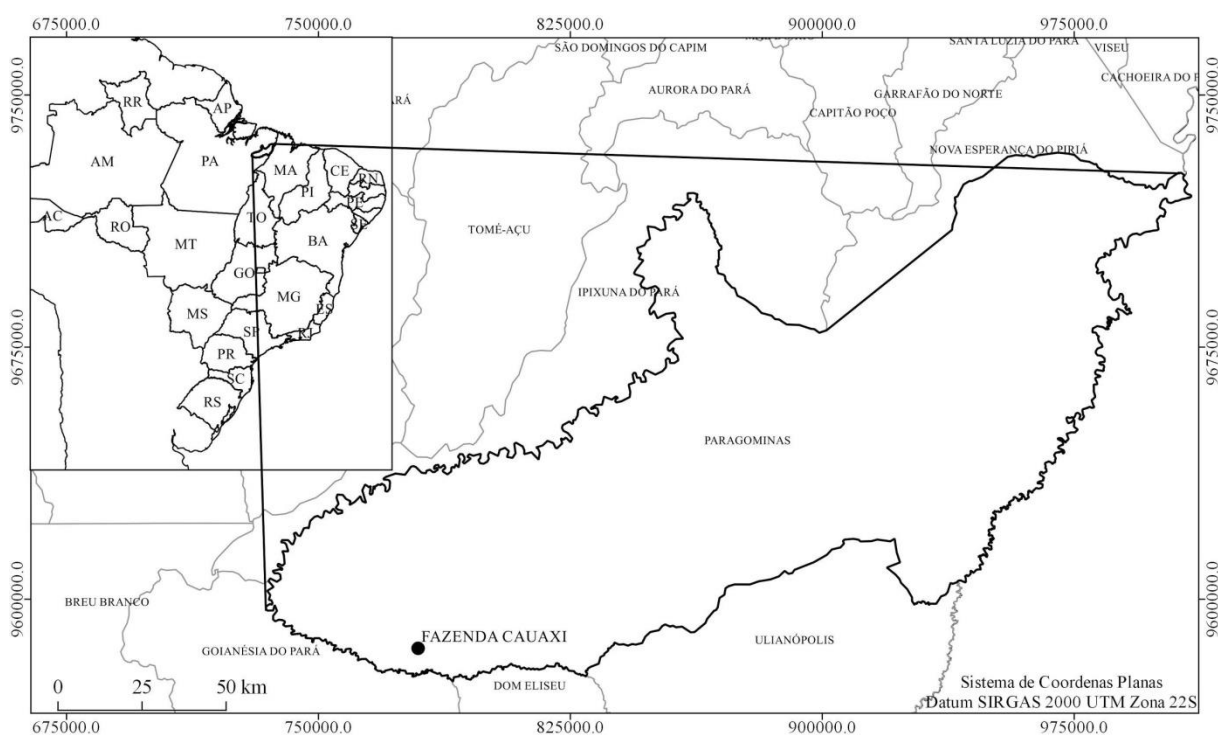 675000.0 750000.0 825000.0 900000.0 975000.0
SÃO DOMINGOS DO CAPIM
SANTA LUZIA DO PARÁ
VISEU
CACHOEIRA DO
AURORA DO PARÁ
GARRAFÃO DO NORTE
CAPITÃO POÇO
NOVA ESPERANÇA DO PIRIÁ
9750000.0
9750000.0
RR
AP
AM
PA
MA
CE
RN
PI
PE
AC
RO
TO
SE
MT
BA
GO
MG
MS
ES
SP
RJ
PR
SC
RS
TOMÉ-AÇU
IPIXUNA DO PARÁ
9675000.0
9675000.0
PARAGOMINAS
9600000.0
9600000.0
BREU BRANCO
FAZENDA CAUAXI
GOIANÉSIA DO PARÁ
ULIANÓPOLIS
DOM ELISEU
0 25 50 km
Sistema de Coordenas Planas
Datum SIRGAS 2000 UTM Zona 22S
675000.0 750000.0 825000.0 900000.0 975000.0